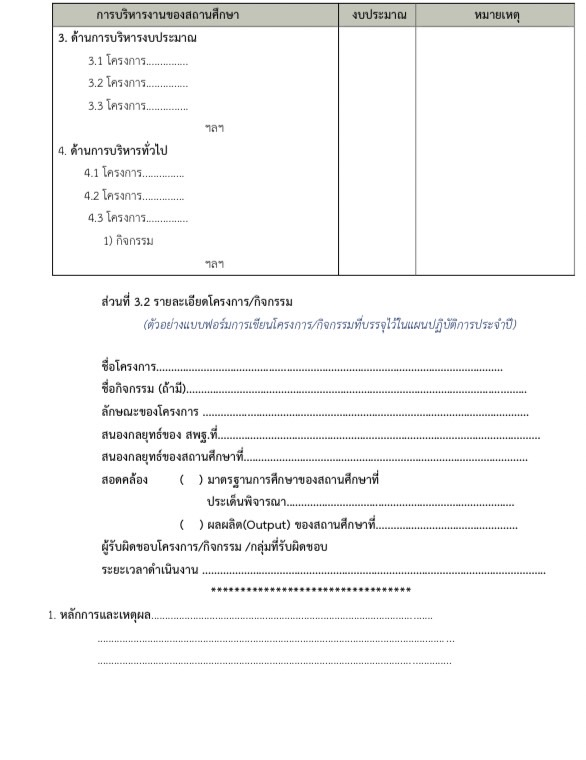 การบริหารงานของสถานศึกษา งบประมาณ หมายเหตุ
3. ด้านการบริหารงบประมาณ
3.1 โครงการ...............
3.2 โครงการ...............
3.3 โครงการ...............
ฯลฯ
4. ด้านการบริหารทั่วไป
4.1 โครงการ...............
4.2 โครงการ...............
4.3 โครงการ...............
1) กิจกรรม
ฯลฯ
ส่วนที่ 3.2 รายละเอียดโครงการ/กิจกรรม
(ตัวอย่างแบบฟอร์มการเขียนโครงการ/กิจกรรมที่บรรจุไว้ในแผนปฏิบัติการประจำปี)
ชื่อโครงการ..............................................................................................................
ชื่อกิจกรรม (ถ้ามี)............................................................................................................
ลักษณะของโครงการ ........................................................................................................
สนองกลยุทธ์ของ สพฐ.ที่......................................................................................................
สนองกลยุทธ์ของสถานศึกษาที่..........................................................................................
สอดคล้อง ( ) มาตรฐานการศึกษาของสถานศึกษาที่
ประเด็นพิจารณา.........................................................................
( ) ผลผลิต(Output) ของสถานศึกษาที่.............................................
ผู้รับผิดชอบโครงการ/กิจกรรม /กลุ่มที่รับผิดชอบ
ระยะเวลาดำเนินงาน .............................................................................................................
**********************************
1. หลักการและเหตุผล..................................................................................................
..................................................................................................................
..................................................................................................................